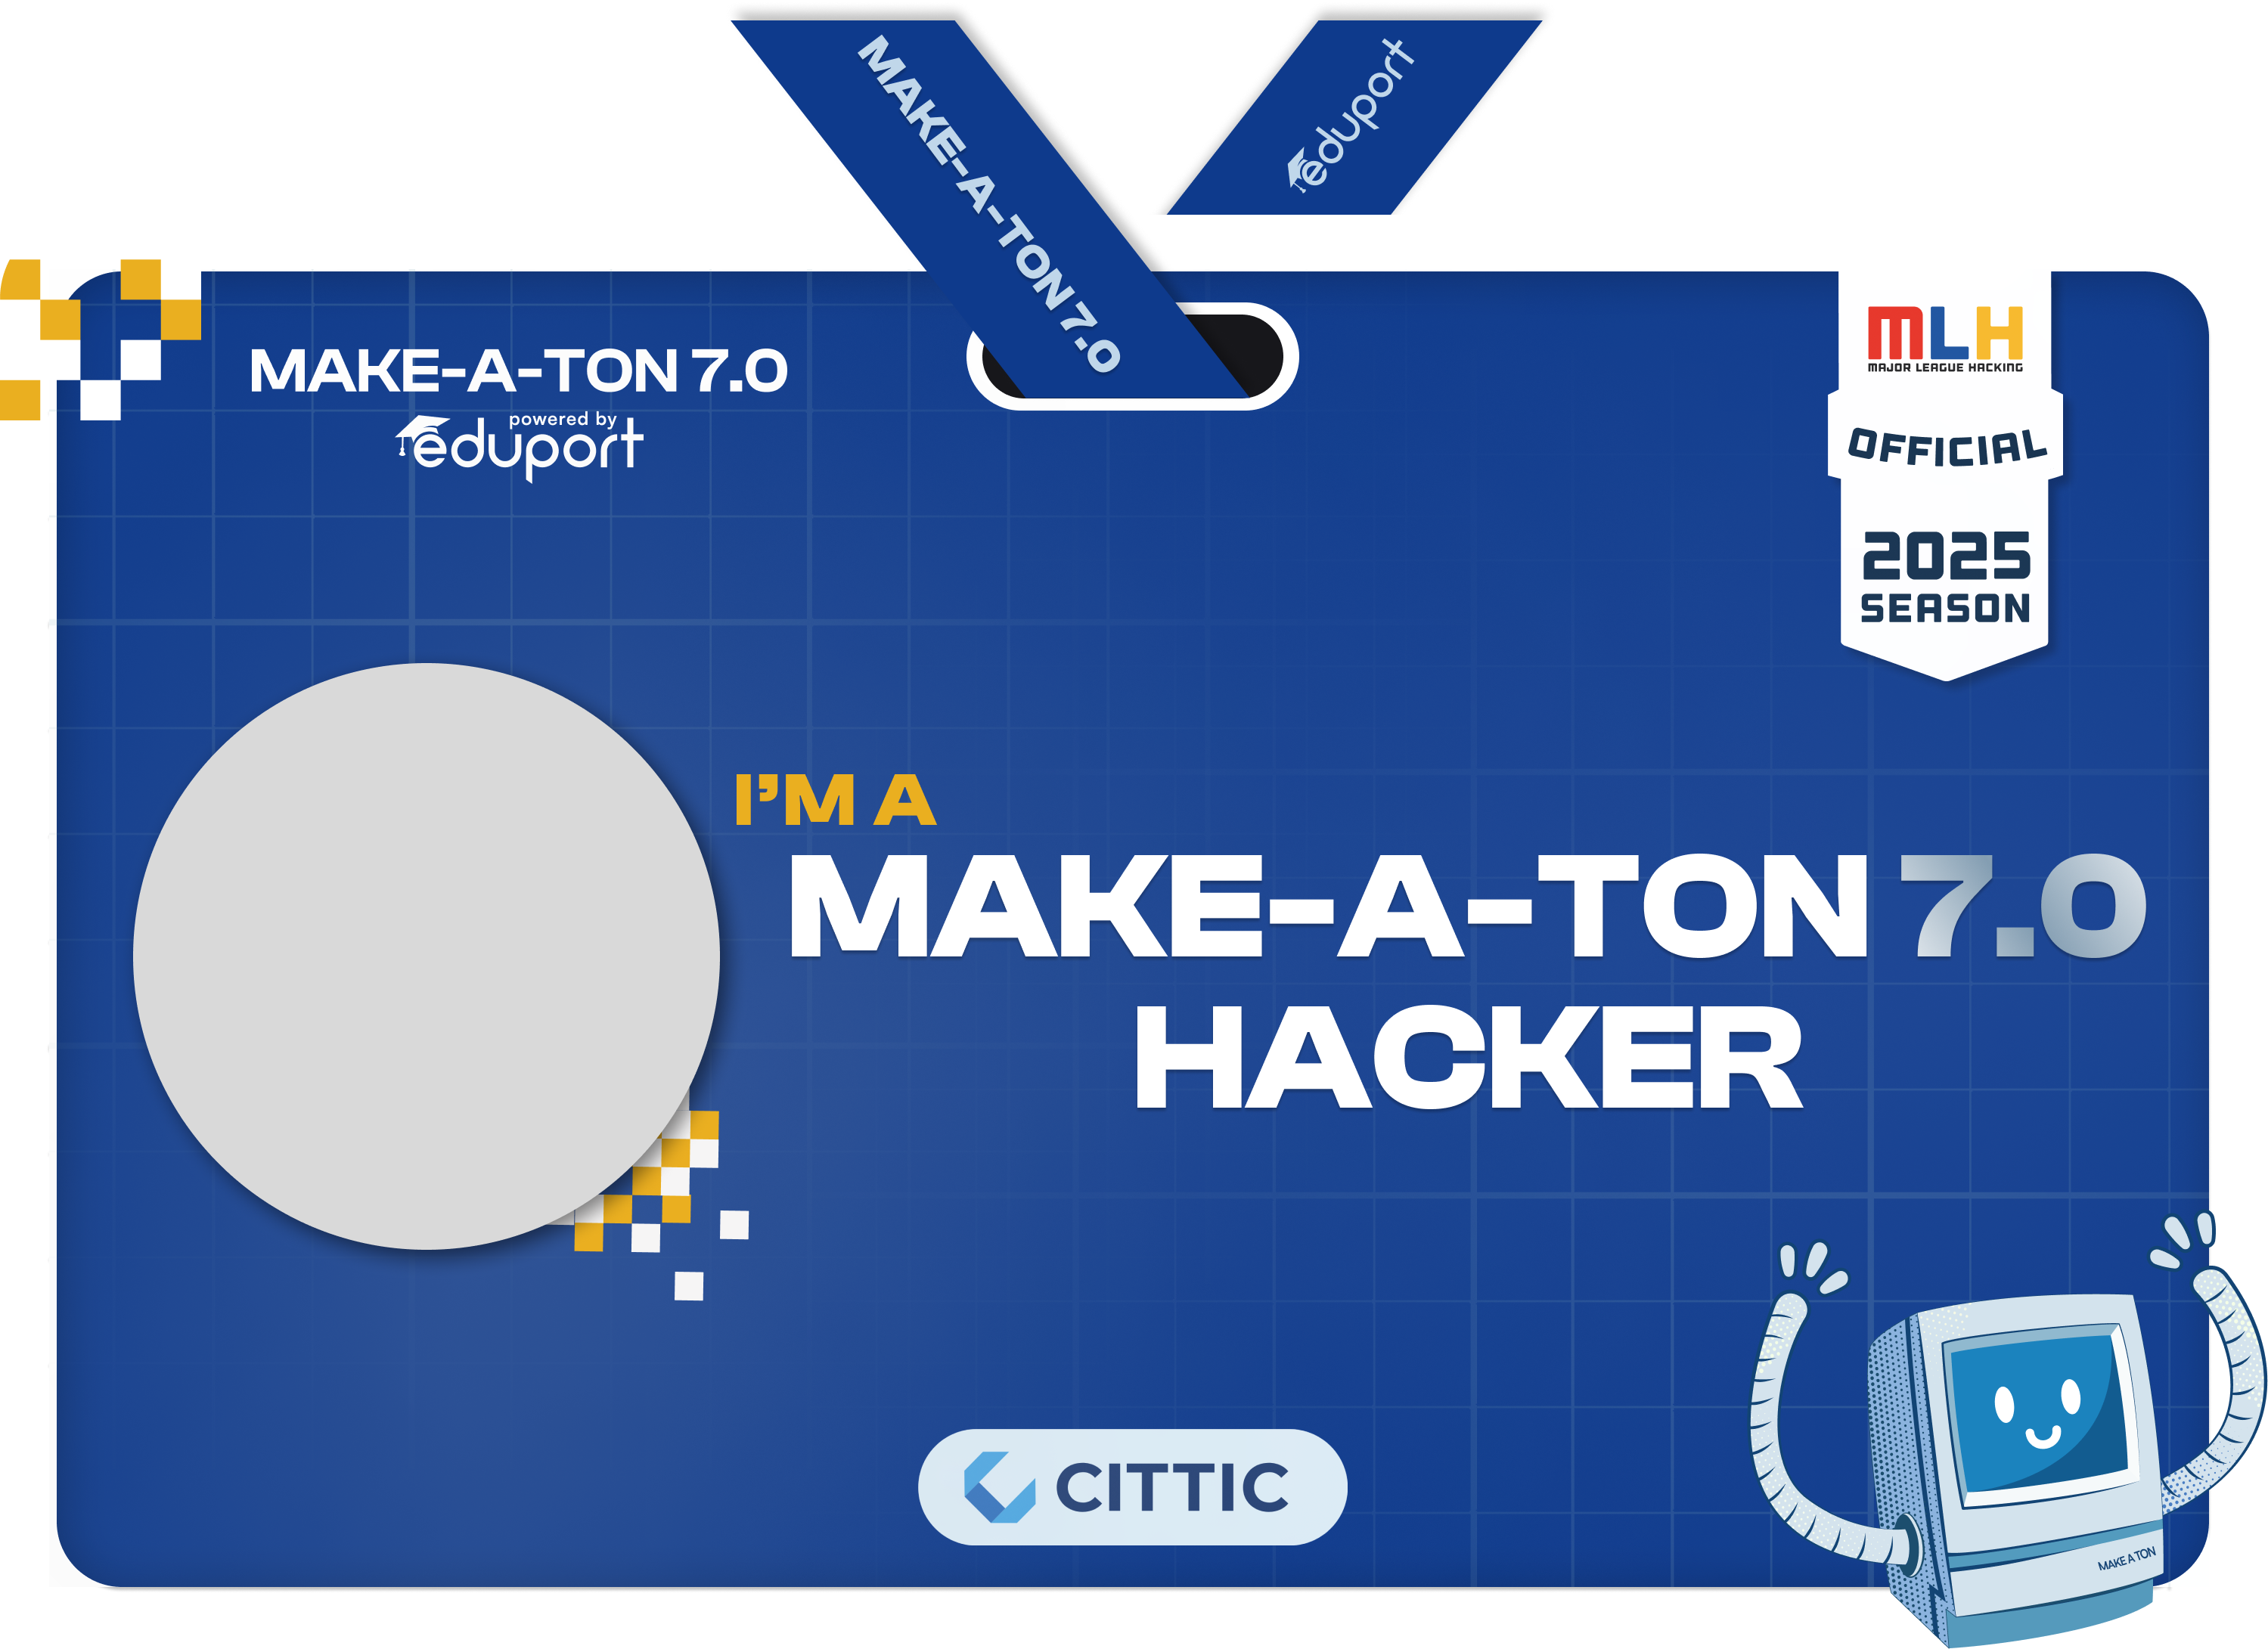 MAKE-A-TON 7.0
eduport
MAKE-A-TON 7.0
powered by
eduport
MLH
MAJOR LEAGUE HACKING
OFFICIAL
2025
SEASON
I'M A
MAKE-A-TON 7.0
HACKER
CITTIC
MAKE A TON